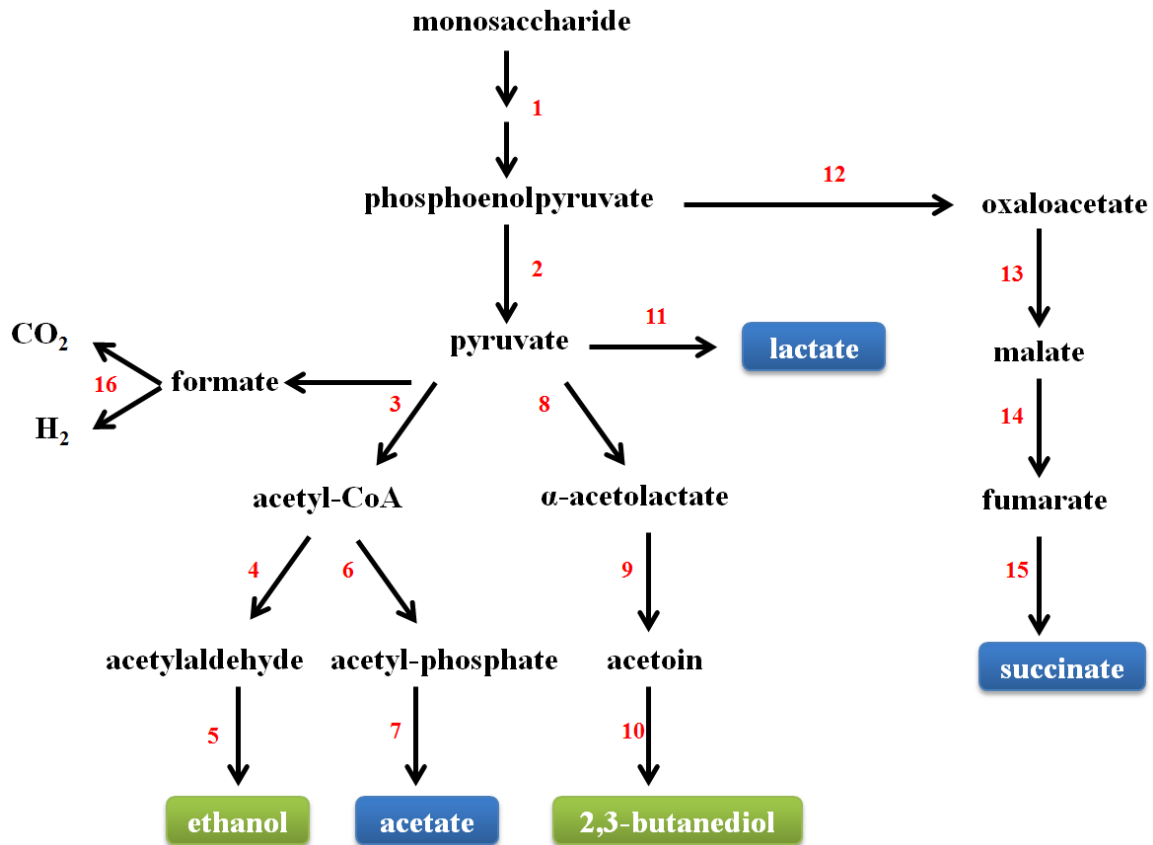 monosaccharide
1
phosphoenolpyruvate
12
oxaloacetate
2
13
CO₂
pyruvate
11
lactate
malate
16
formate
3
8
14
H₂
acetyl-CoA
α-acetolactate
fumarate
4
6
9
15
acetylaldehyde
acetyl-phosphate
acetoin
succinate
5
7
10
ethanol
acetate
2,3-butanediol